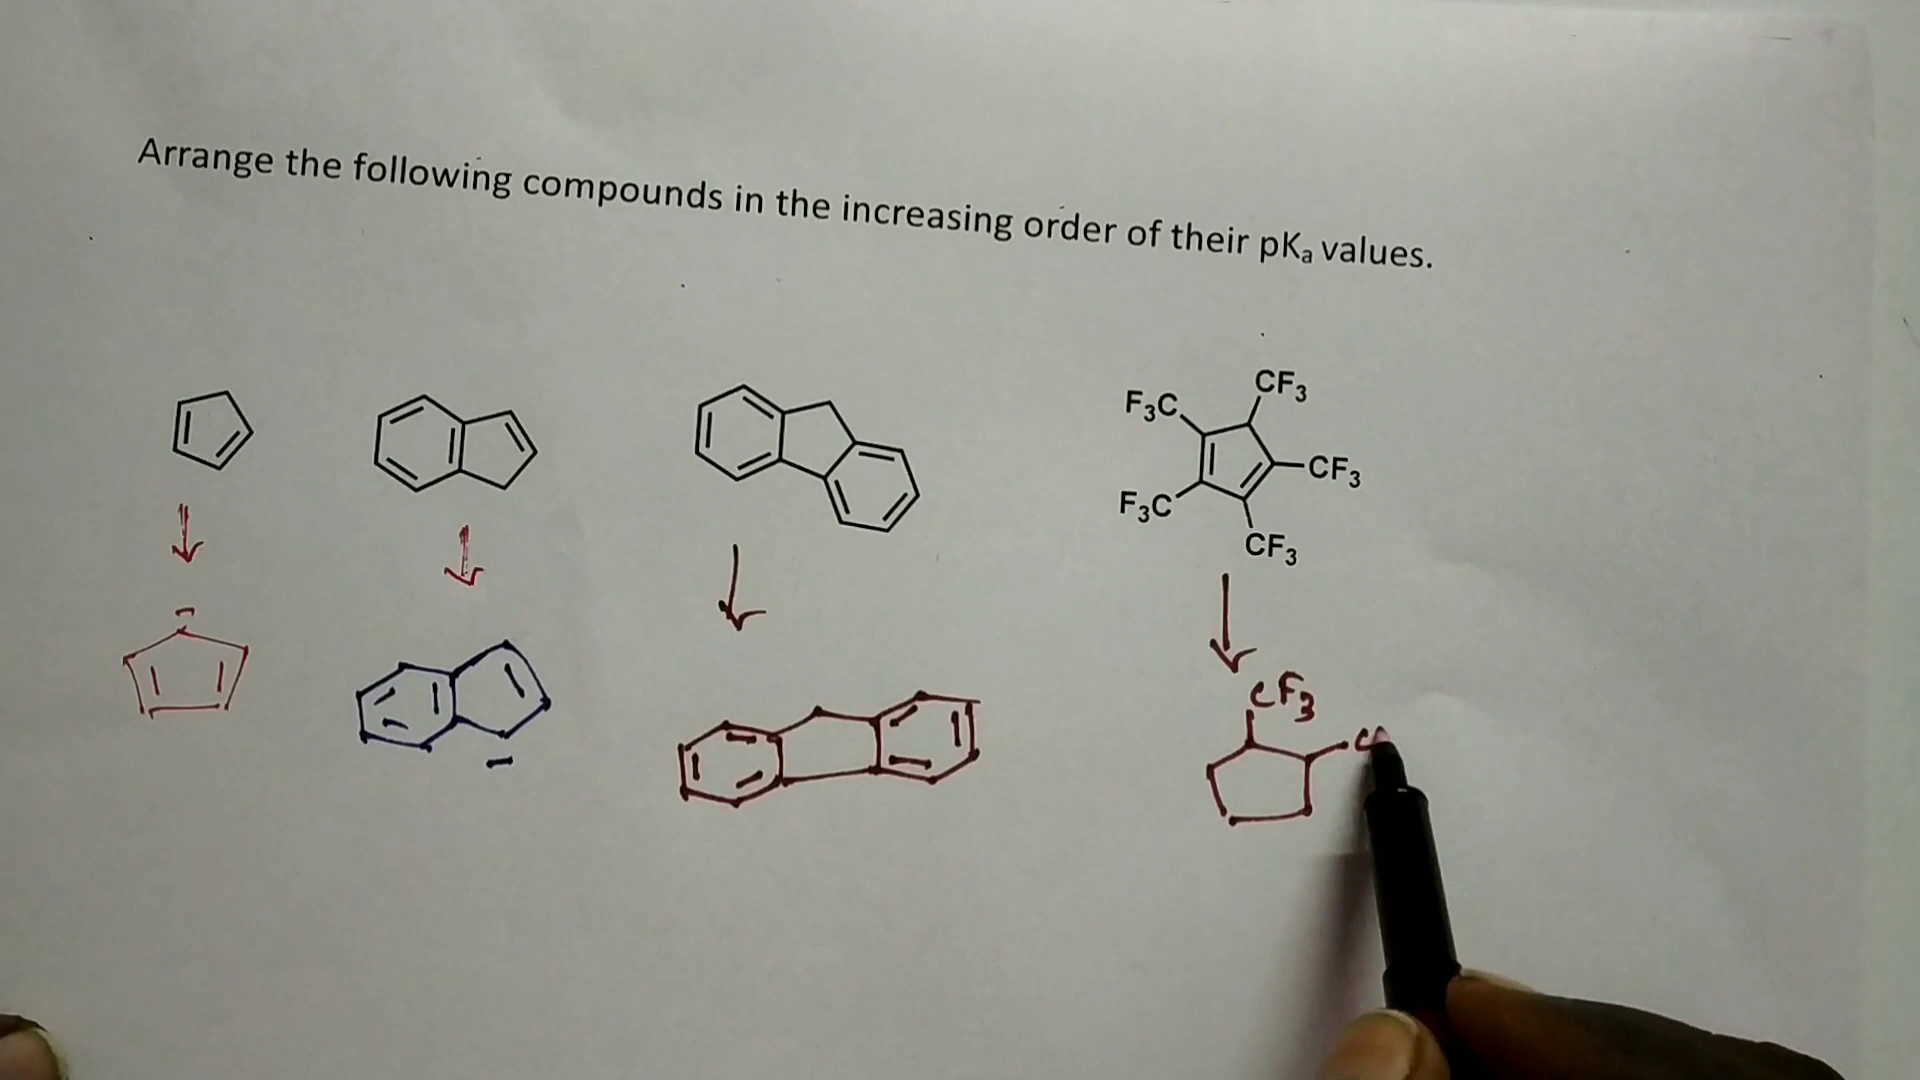 Arrange the following compounds in the increasing order of their pKₐ values.
CF₃
F₃C
CF₃
F₃C
CF₃
CF₃
C